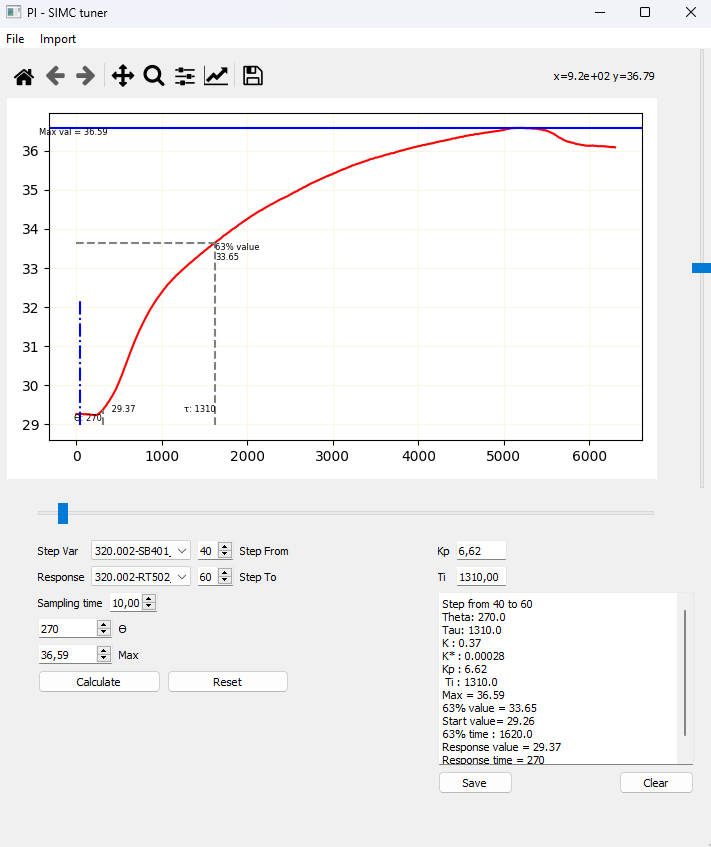 PI - SIMC tuner
File Import
x=9.2e+02 y=36.79
Max val = 36.59
36
35
34
63% value
33.65
33
32
31
30
29.37
τ: 1310
Θ: 270
29
0 1000 2000 3000 4000 5000 6000
Step Var 320.002-SB401_ 40 Step From
Kp 6,62
Response 320.002-RT502_ 60 Step To
Ti 1310,00
Sampling time 10,00
270 Θ
36,59 Max
Calculate Reset
Step from 40 to 60
Theta: 270.0
Tau: 1310.0
K : 0.37
K* : 0.00028
Kp : 6.62
Ti : 1310.0
Max = 36.59
63% value = 33.65
Start value= 29.26
63% time : 1620.0
Response value = 29.37
Response time = 270
Save Clear